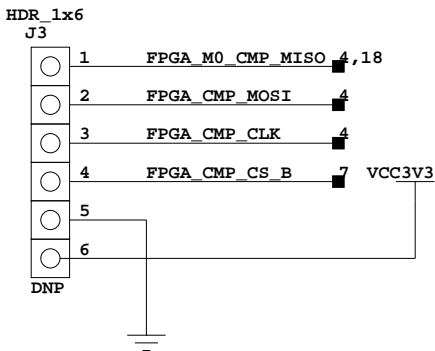 HDR_1x6
J3
1 FPGA_M0_CMP_MISO 4,18
2 FPGA_CMP_MOSI 4
3 FPGA_CMP_CLK 4
4 FPGA_CMP_CS_B 7 VCC3V3
5
6
DNP